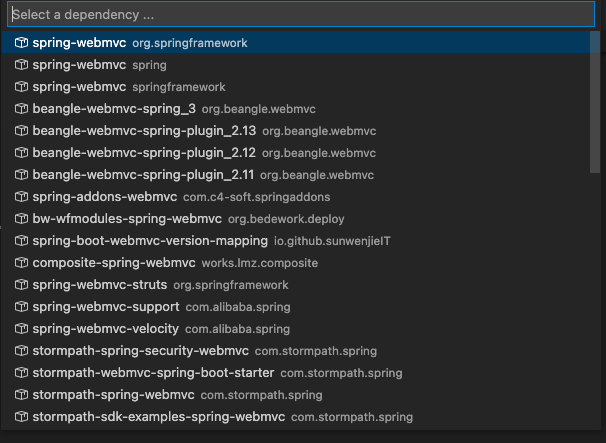 Select a dependency ...
spring-webmvc org.springframework
spring-webmvc spring
spring-webmvc springframework
beangle-webmvc-spring_3 org.beangle.webmvc
beangle-webmvc-spring-plugin_2.13 org.beangle.webmvc
beangle-webmvc-spring-plugin_2.12 org.beangle.webmvc
beangle-webmvc-spring-plugin_2.11 org.beangle.webmvc
spring-addons-webmvc com.c4-soft.springaddons
bw-wfmodules-spring-webmvc org.bedework.deploy
spring-boot-webmvc-version-mapping io.github.sunwenjieIT
composite-spring-webmvc works.lmz.composite
spring-webmvc-struts org.springframework
spring-webmvc-support com.alibaba.spring
spring-webmvc-velocity com.alibaba.spring
stormpath-spring-security-webmvc com.stormpath.spring
stormpath-webmvc-spring-boot-starter com.stormpath.spring
stormpath-spring-webmvc com.stormpath.spring
stormpath-sdk-examples-spring-webmvc com.stormpath.spring